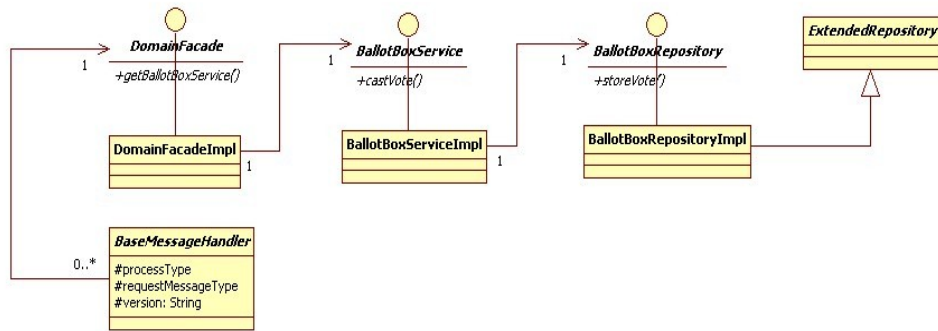 DomainFacade
1
+getBallotBoxService()
DomainFacadeImpl
1
BallotBoxService
1
+castVote()
BallotBoxServiceImpl
1
BallotBoxRepository
1
+storeVote()
BallotBoxRepositoryImpl
ExtendedRepository
BaseMessageHandler
0..*
#processType
#requestMessageType
#version: String